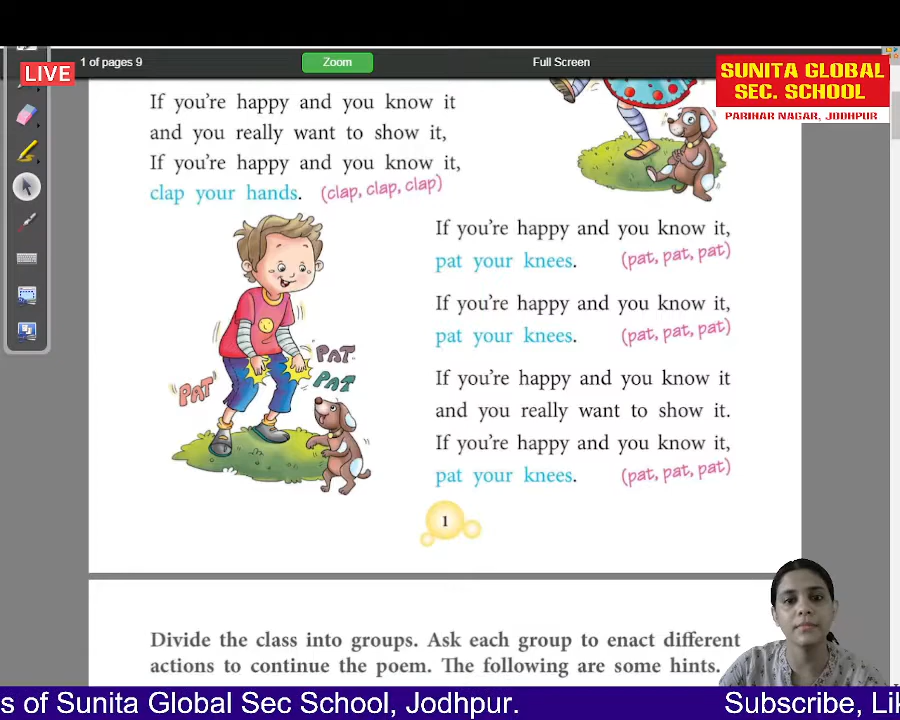 LIVE
1 of pages 9
Zoom
Full Screen
SUNITA GLOBAL
SEC. SCHOOL
PARIHAR NAGAR, JODHPUR
If you're happy and you know it
and you really want to show it,
If you're happy and you know it,
clap your hands. (clap, clap, clap)
If you're happy and you know it,
pat your knees. (pat, pat, pat)
If you're happy and you know it,
pat your knees. (pat, pat, pat)
If you're happy and you know it
and you really want to show it.
If you're happy and you know it,
pat your knees. (pat, pat, pat)
"PAT"
PAT
PAT
1
Divide the class into groups. Ask each group to enact different
actions to continue the poem. The following are some hints.
s of Sunita Global Sec School, Jodhpur. Subscribe, Lik